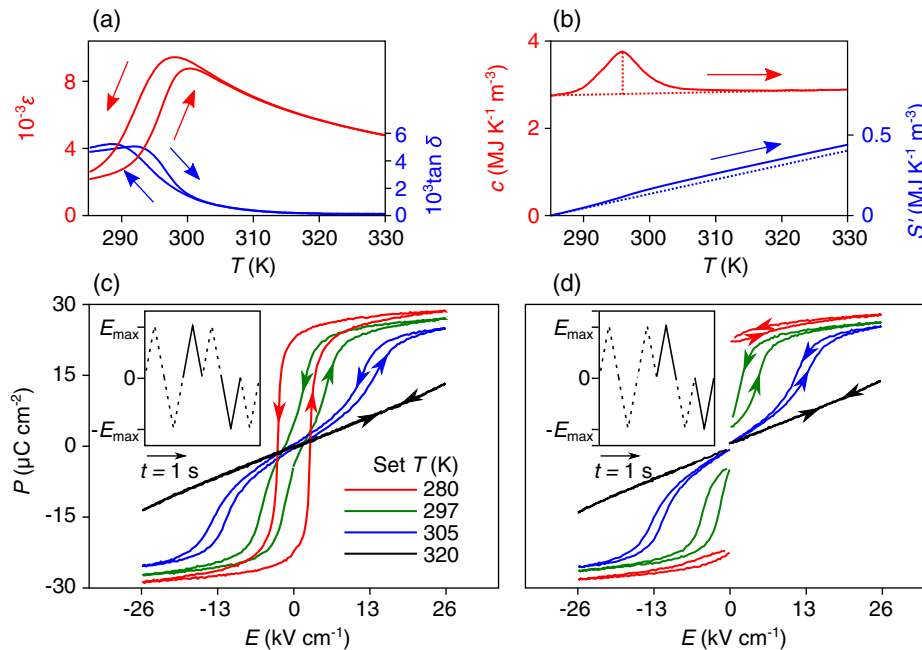 (a)
(b)
8
4
0
10⁻³ε
6
4
2
0
10³tan δ
290
300
310
320
330
T (K)
4
2
0
c (MJ K⁻¹ m⁻³)
0.5
0
S′(MJ K⁻¹ m⁻³)
290
300
310
320
330
T (K)
(c)
(d)
30
15
0
-15
-30
P (µC cm⁻²)
Eₘₐₓ
0
-Eₘₐₓ
t = 1 s
Set T (K)
280
297
305
320
-26
-13
0
13
26
E (kV cm⁻¹)
Eₘₐₓ
0
-Eₘₐₓ
t = 1 s
-26
-13
0
13
26
E (kV cm⁻¹)